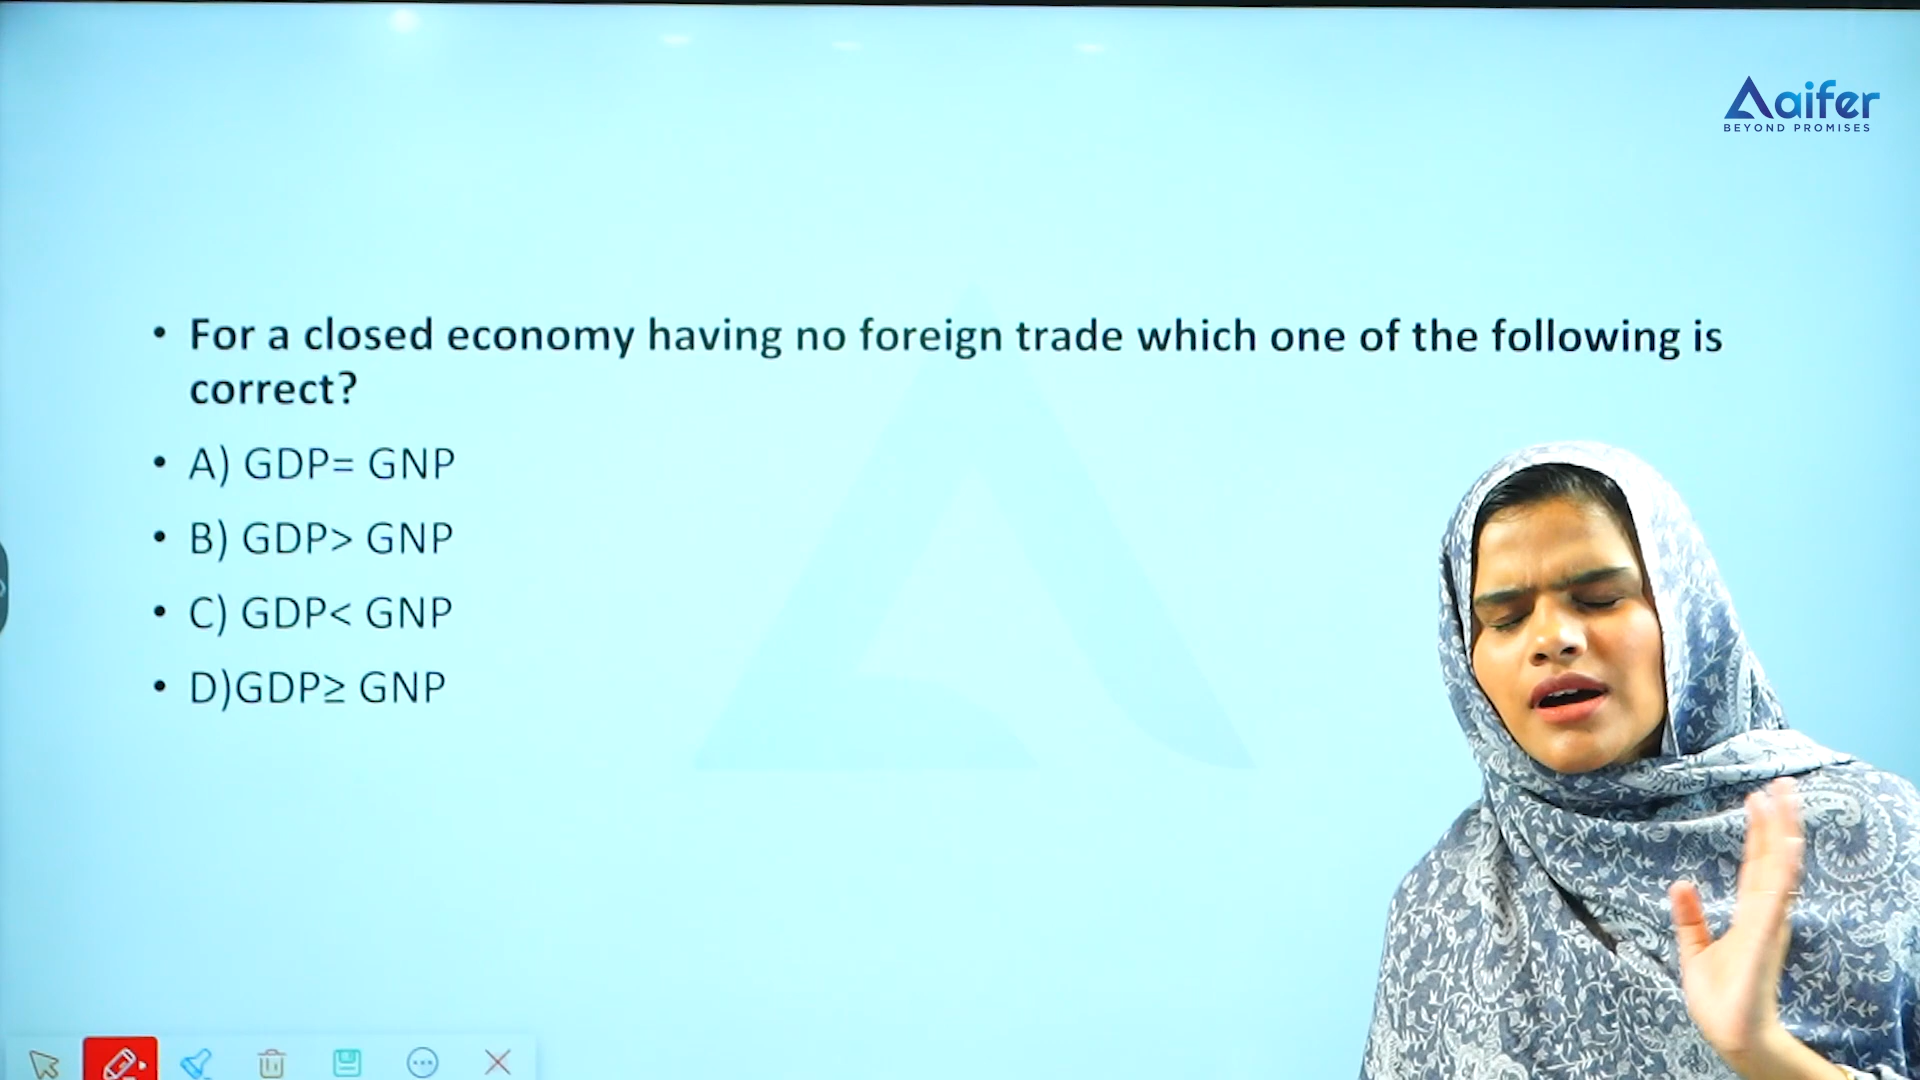 aifer
BEYOND PROMISES
• For a closed economy having no foreign trade which one of the following is
correct?
• A) GDP= GNP
• B) GDP> GNP
• C) GDP< GNP
• D)GDP≥ GNP